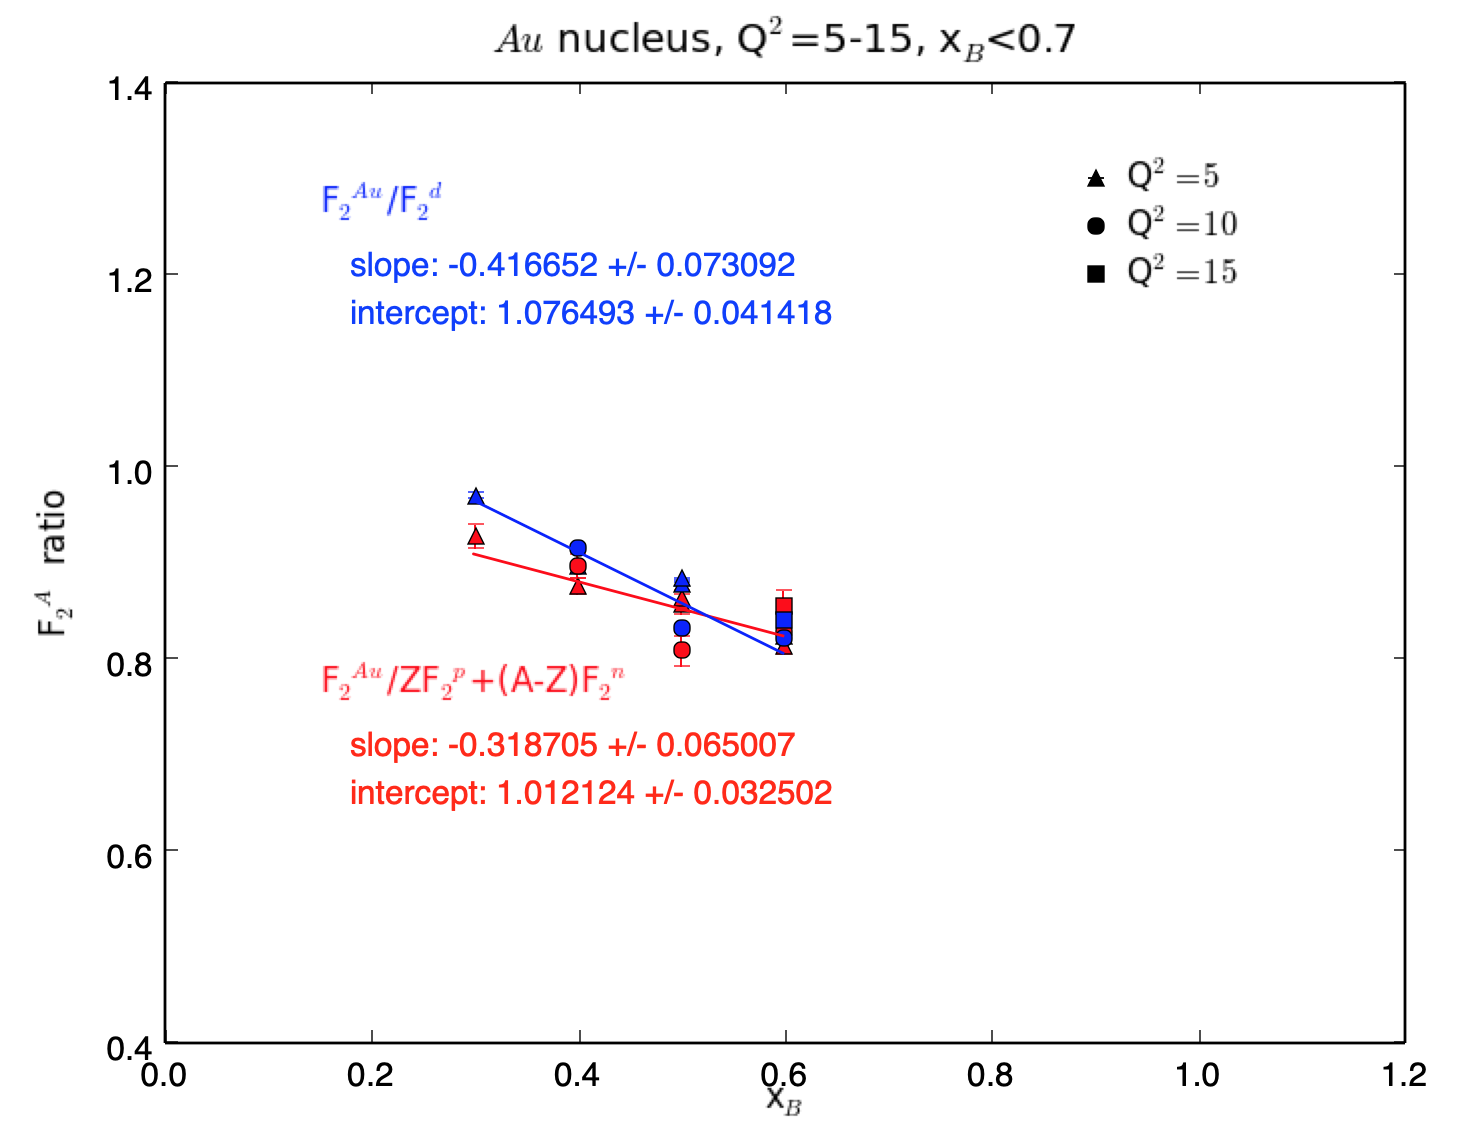 Au nucleus, Q²=5-15, x_B<0.7
1.4
1.2
1.0
0.8
0.6
0.4
F₂^A ratio
F₂^Au/F₂^d
slope: -0.416652 +/- 0.073092
intercept: 1.076493 +/- 0.041418
Q²=5
Q²=10
Q²=15
F₂^Au/ZF₂^p+(A-Z)F₂^n
slope: -0.318705 +/- 0.065007
intercept: 1.012124 +/- 0.032502
0.0 0.2 0.4 0.6 0.8 1.0 1.2
x_B